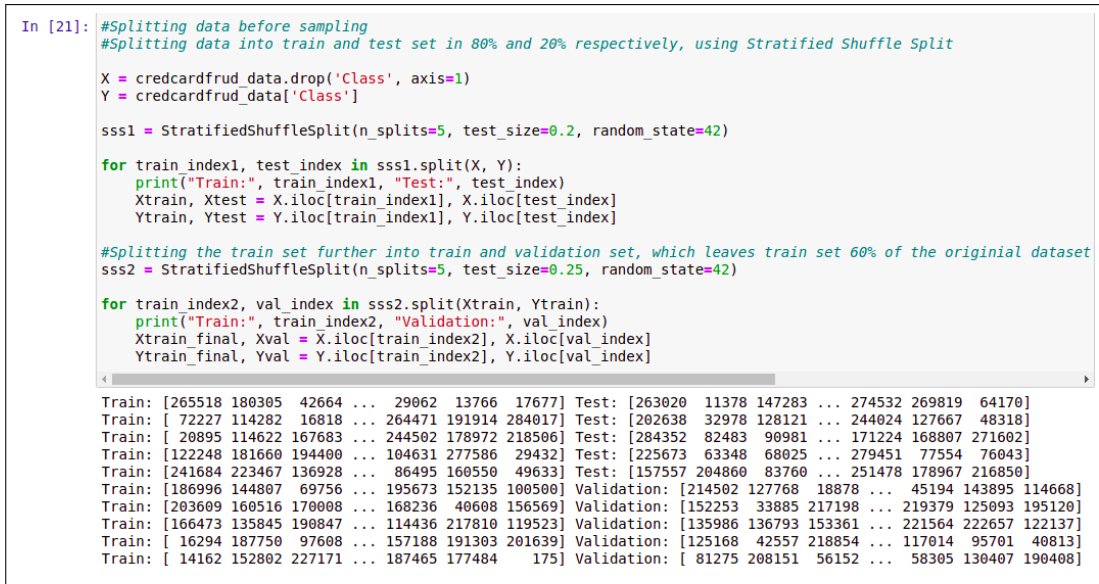 In [21]: #Splitting data before sampling
#Splitting data into train and test set in 80% and 20% respectively, using Stratified Shuffle Split
X = credcardfrud_data.drop('Class', axis=1)
Y = credcardfrud_data['Class']
sss1 = StratifiedShuffleSplit(n_splits=5, test_size=0.2, random_state=42)
for train_index1, test_index in sss1.split(X, Y):
    print("Train:", train_index1, "Test:", test_index)
    Xtrain, Xtest = X.iloc[train_index1], X.iloc[test_index]
    Ytrain, Ytest = Y.iloc[train_index1], Y.iloc[test_index]
#Splitting the train set further into train and validation set, which leaves train set 60% of the originial dataset
sss2 = StratifiedShuffleSplit(n_splits=5, test_size=0.25, random_state=42)
for train_index2, val_index in sss2.split(Xtrain, Ytrain):
    print("Train:", train_index2, "Validation:", val_index)
    Xtrain_final, Xval = X.iloc[train_index2], X.iloc[val_index]
    Ytrain_final, Yval = Y.iloc[train_index2], Y.iloc[val_index]
Train: [265518 180305  42664 ...  29062  13766  17677] Test: [263020  11378 147283 ... 274532 269819  64170]
Train: [ 72227 114282  16818 ... 264471 191914 284017] Test: [202638  32978 128121 ... 244024 127667  48318]
Train: [ 20895 114622 167683 ... 244502 178972 218506] Test: [284352  82483  90981 ... 171224 168807 271602]
Train: [122248 181660 194400 ... 104631 277586  29432] Test: [225673  63348  68025 ... 279451  77554  76043]
Train: [241684 223467 136928 ...  86495 160550  49633] Test: [157557 204860  83760 ... 251478 178967 216850]
Train: [186996 144807  69756 ... 195673 152135 100500] Validation: [214502 127768  18878 ...  45194 143895 114668]
Train: [203609 160516 170008 ... 168236  40608 156569] Validation: [152253  33885 217198 ... 219379 125093 195120]
Train: [166473 135845 190847 ... 114436 217810 119523] Validation: [135986 136793 153361 ... 221564 222657 122137]
Train: [ 16294 187750  97608 ... 157188 191303 201639] Validation: [125168  42557 218854 ... 117014  95701  40813]
Train: [ 14162 152802 227171 ... 187465 177484    175] Validation: [ 81275 208151  56152 ...  58305 130407 190408]